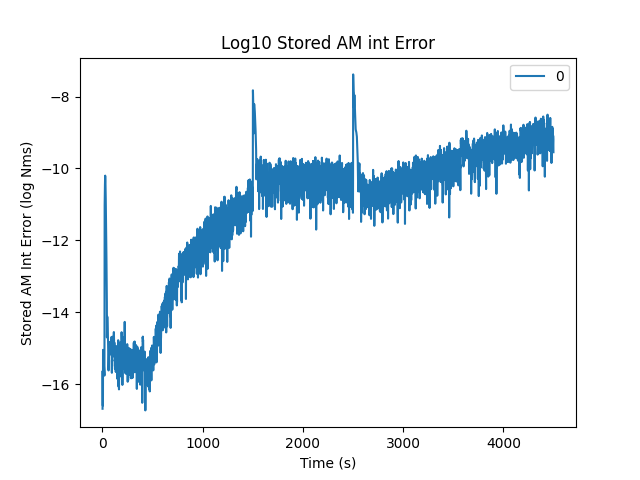 Log10 Stored AM int Error
0
Stored AM Int Error (log Nms)
−8
−10
−12
−14
−16
0 1000 2000 3000 4000
Time (s)